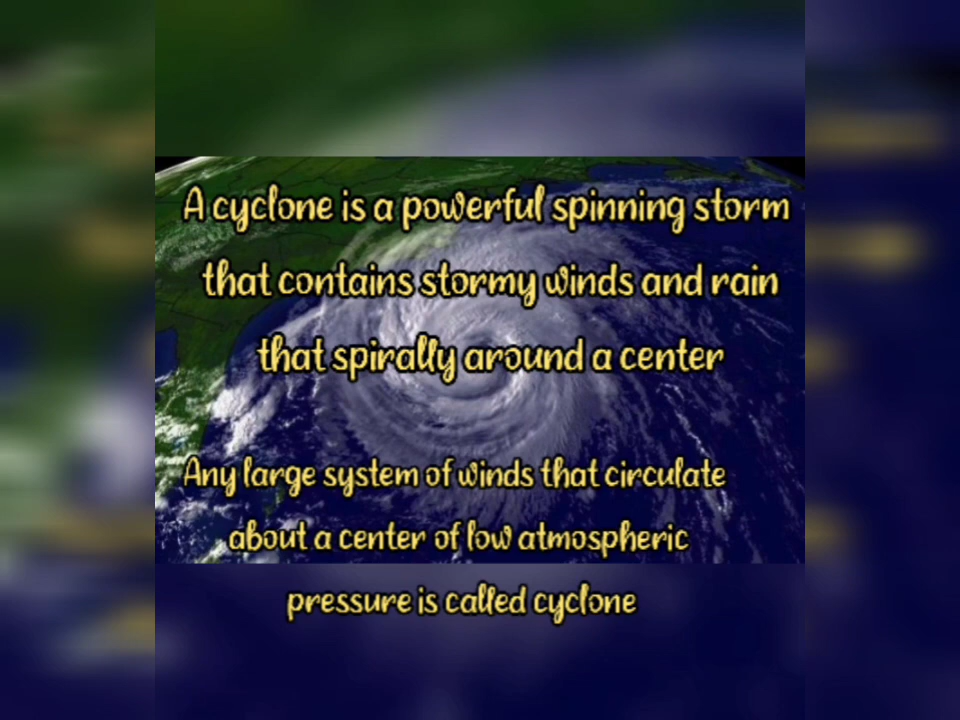 A cyclone is a powerful spinning storm
that contains stormy winds and rain
that spirally around a center
Any large system of winds that circulate
about a center of low atmospheric
pressure is called cyclone